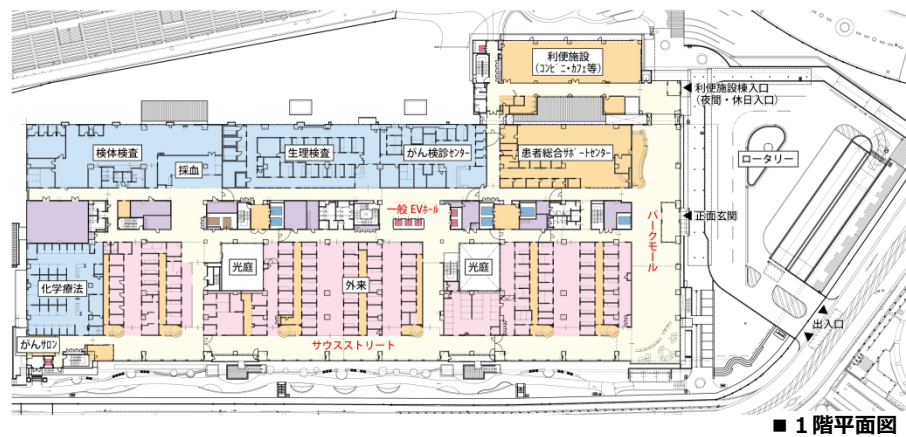 利便施設
(コンビニ・カフェ等)
利便施設棟入口
(夜間・休日入口)
検体検査
採血
生理検査
がん検診センター
患者総合サポートセンター
ロータリー
一般EVホール
パークモール
正面玄関
化学療法
光庭
外来
光庭
がんサロン
サウスストリート
出入口
■1階平面図